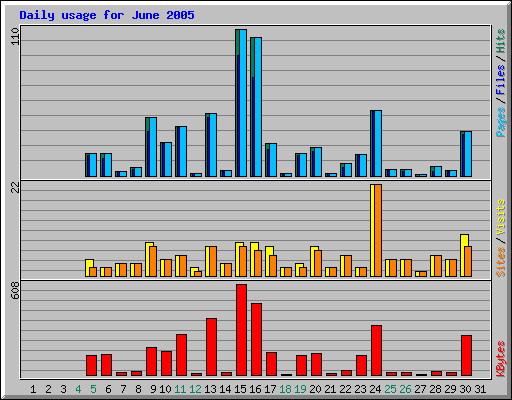 Daily usage for June 2005
110
Pages / Files / Hits
22
Sites / Visits
608
KBytes
1 2 3 4 5 6 7 8 9 10 11 12 13 14 15 16 17 18 19 20 21 22 23 24 25 26 27 28 29 30 31